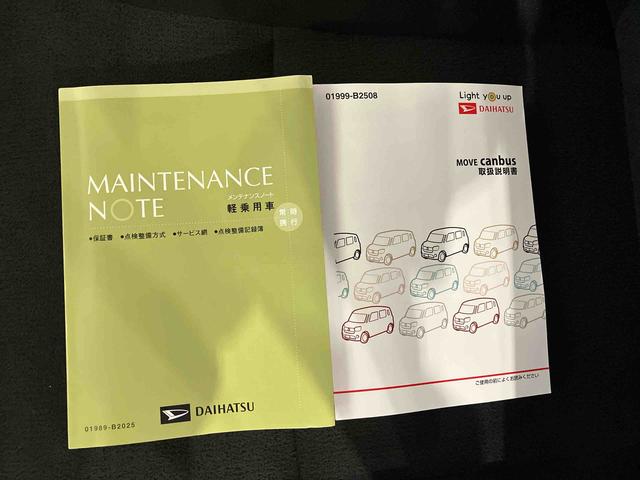 MAINTENANCE
NOTE
メンテナンスノート
軽乗用車
常時
携行
●保証書 ●点検整備方式 ●サービス網 ●点検整備記録簿
DAIHATSU
01989-B2025
01999-B2508
Light you up
DAIHATSU
MOVE canbus
取扱説明書
ご使用の前によくお読みください